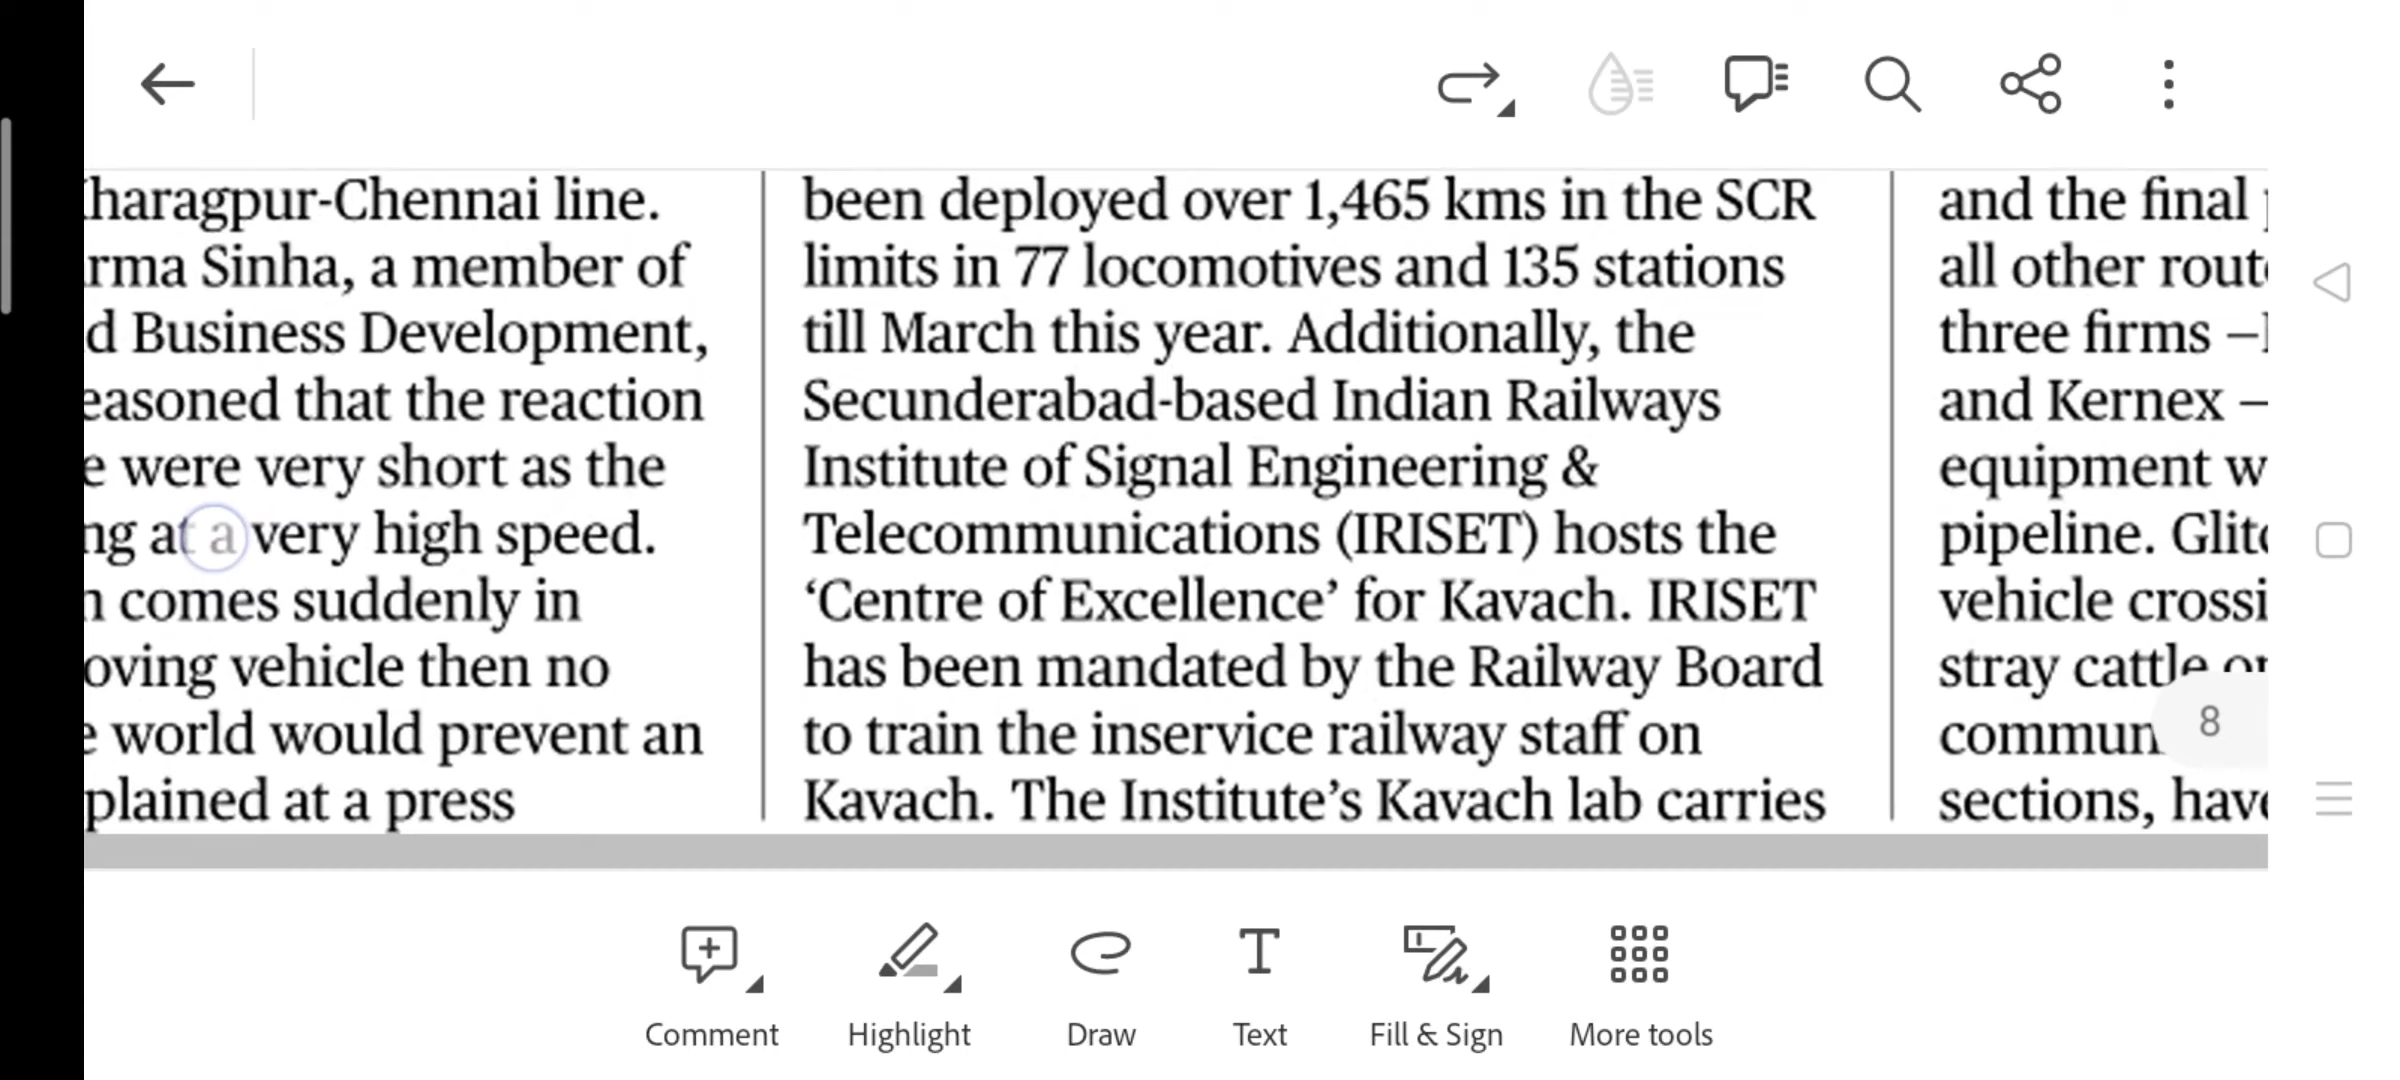 haragpur-Chennai line.
rma Sinha, a member of
d Business Development,
easoned that the reaction
e were very short as the
ng at a very high speed.
n comes suddenly in
oving vehicle then no
e world would prevent an
plained at a press
been deployed over 1,465 kms in the SCR
limits in 77 locomotives and 135 stations
till March this year. Additionally, the
Secunderabad-based Indian Railways
Institute of Signal Engineering &
Telecommunications (IRISET) hosts the
‘Centre of Excellence’ for Kavach. IRISET
has been mandated by the Railway Board
to train the inservice railway staff on
Kavach. The Institute’s Kavach lab carries
and the final
all other rout
three firms –
and Kernex –
equipment w
pipeline. Glit
vehicle crossi
stray cattle or
commun
sections, hav
8
Comment Highlight Draw Text Fill & Sign More tools